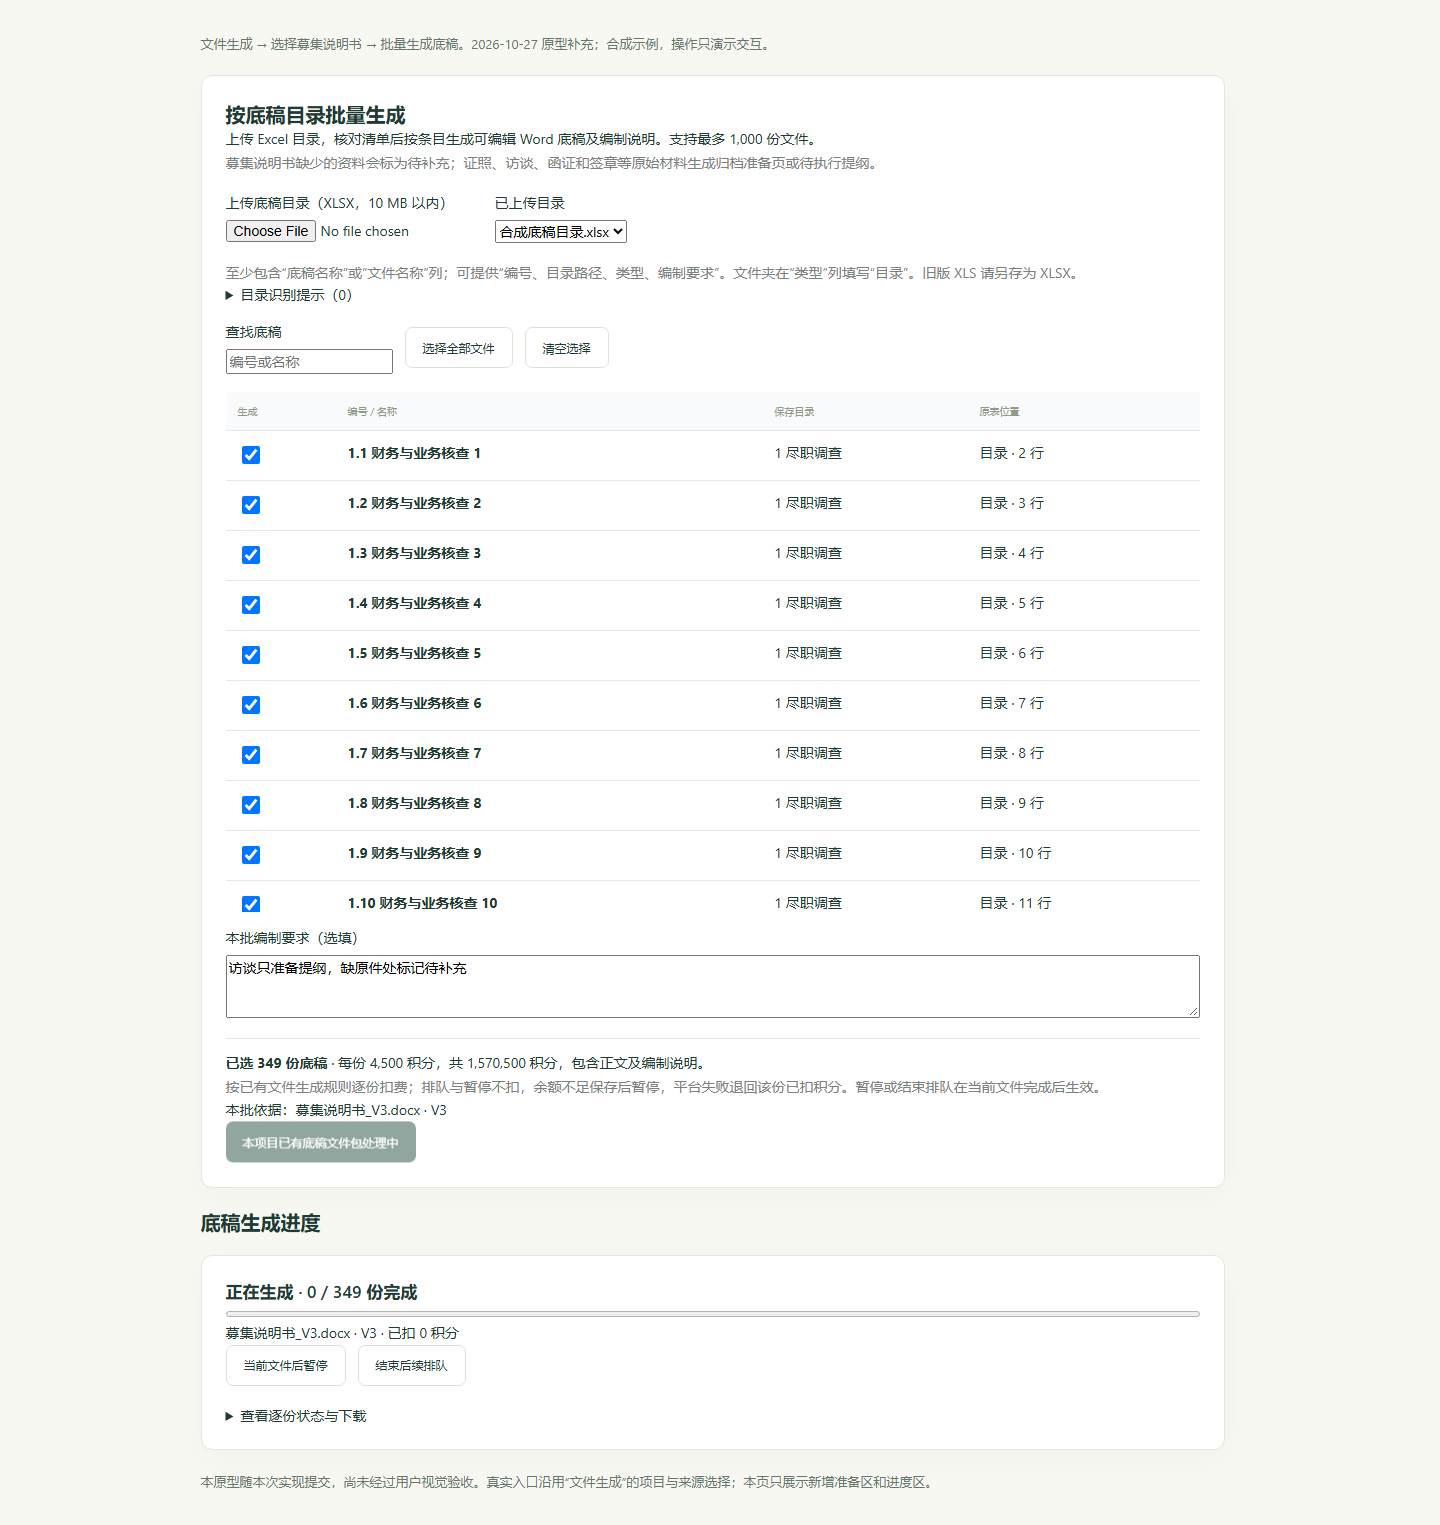 文件生成 → 选择募集说明书 → 批量生成底稿。2026-10-27 原型补充；合成示例，操作只演示交互。
按底稿目录批量生成
上传 Excel 目录，核对清单后按条目生成可编辑 Word 底稿及编制说明。支持最多 1,000 份文件。
募集说明书缺少的资料会标为待补充；证照、访谈、函证和签章等原始材料生成归档准备页或待执行提纲。
上传底稿目录（XLSX，10 MB 以内） 已上传目录
Choose File No file chosen 合成底稿目录.xlsx
至少包含“底稿名称”或“文件名称”列；可提供“编号、目录路径、类型、编制要求”。文件夹在“类型”列填写“目录”。旧版 XLS 请另存为 XLSX。
目录识别提示（0）
查找底稿
编号或名称 选择全部文件 清空选择
生成 编号 / 名称 保存目录 原表位置
1.1 财务与业务核查 1 1 尽职调查 目录 · 2 行
1.2 财务与业务核查 2 1 尽职调查 目录 · 3 行
1.3 财务与业务核查 3 1 尽职调查 目录 · 4 行
1.4 财务与业务核查 4 1 尽职调查 目录 · 5 行
1.5 财务与业务核查 5 1 尽职调查 目录 · 6 行
1.6 财务与业务核查 6 1 尽职调查 目录 · 7 行
1.7 财务与业务核查 7 1 尽职调查 目录 · 8 行
1.8 财务与业务核查 8 1 尽职调查 目录 · 9 行
1.9 财务与业务核查 9 1 尽职调查 目录 · 10 行
1.10 财务与业务核查 10 1 尽职调查 目录 · 11 行
本批编制要求（选填）
访谈只准备提纲，缺原件处标记待补充
已选 349 份底稿 · 每份 4,500 积分，共 1,570,500 积分，包含正文及编制说明。
按已有文件生成规则逐份扣费；排队与暂停不扣，余额不足保存后暂停，平台失败退回该份已扣积分。暂停或结束排队在当前文件完成后生效。
本批依据：募集说明书_V3.docx · V3
本项目已有底稿文件包处理中
底稿生成进度
正在生成 · 0 / 349 份完成
募集说明书_V3.docx · V3 · 已扣 0 积分
当前文件后暂停 结束后续排队
查看逐份状态与下载
本原型随本次实现提交，尚未经过用户视觉验收。真实入口沿用“文件生成”的项目与来源选择；本页只展示新增准备区和进度区。